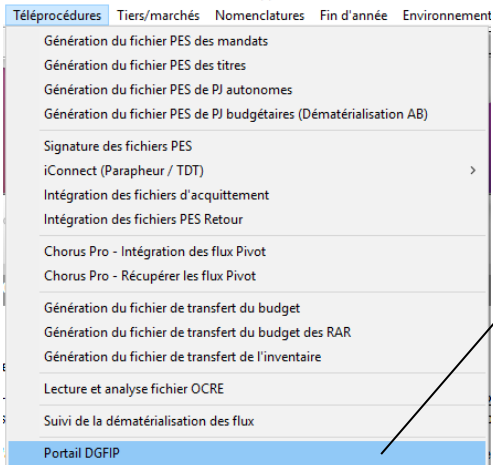 Téléprocédures Tiers/marchés Nomenclatures Fin d'année Environnement
Génération du fichier PES des mandats
Génération du fichier PES des titres
Génération du fichier PES de PJ autonomes
Génération du fichier PES de PJ budgétaires (Dématérialisation AB)
Signature des fichiers PES
iConnect (Parapheur / TDT)
Intégration des fichiers d'acquittement
Intégration des fichiers PES Retour
Chorus Pro - Intégration des flux Pivot
Chorus Pro - Récupérer les flux Pivot
Génération du fichier de transfert du budget
Génération du fichier de transfert du budget des RAR
Génération du fichier de transfert de l'inventaire
Lecture et analyse fichier OCRE
Suivi de la dématérialisation des flux
Portail DGFIP